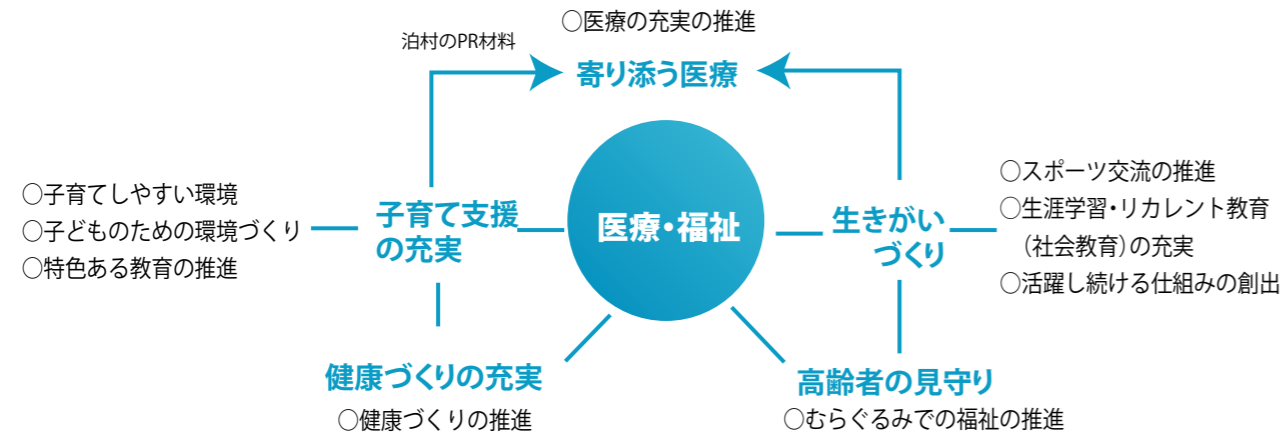 ○医療の充実の推進
泊村のPR材料
寄り添う医療
○子育てしやすい環境
○子どものための環境づくり
○特色ある教育の推進
子育て支援
の充実
医療・福祉
生きがい
づくり
○スポーツ交流の推進
○生涯学習・リカレント教育
（社会教育）の充実
○活躍し続ける仕組みの創出
健康づくりの充実
○健康づくりの推進
高齢者の見守り
○むらぐるみでの福祉の推進